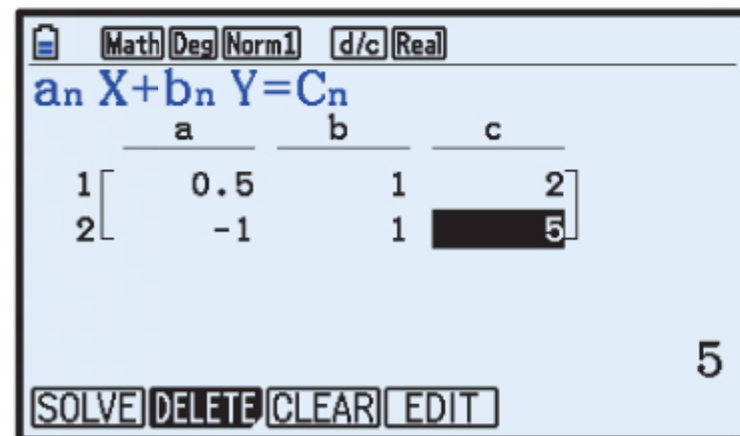 Math Deg Norm1 d/c Real
an X+bn Y=Cn
a b c
1 0.5 1 2
2 -1 1 5
5
SOLVE DELETE CLEAR EDIT